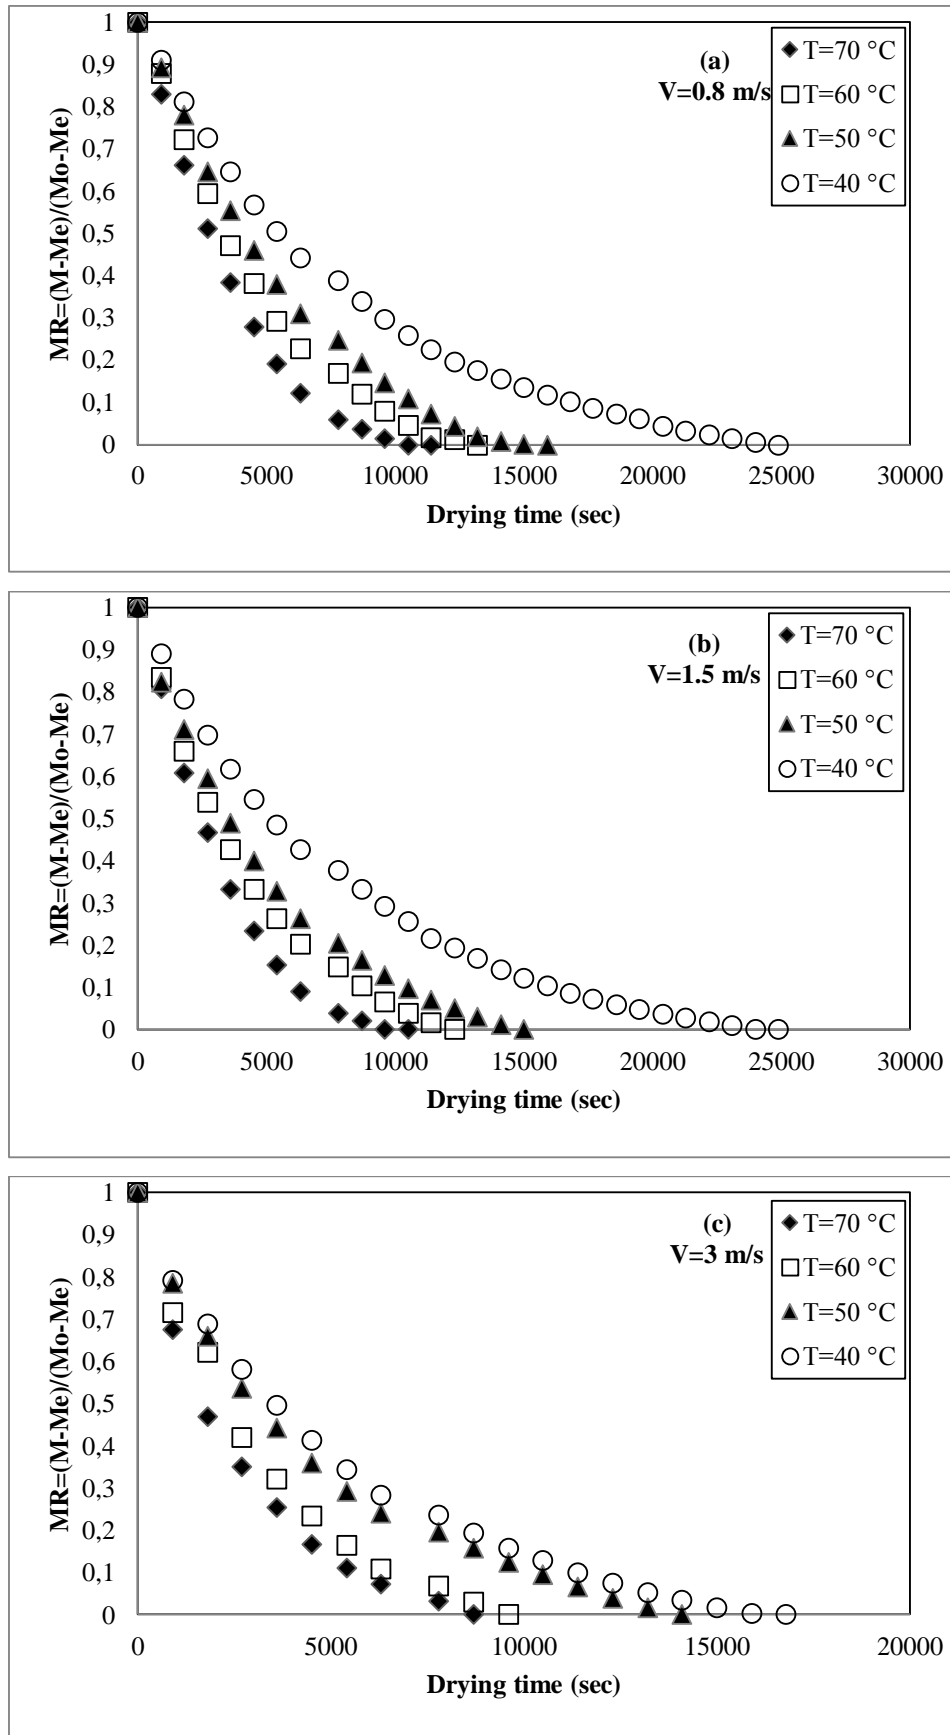 MR=(M-Me)/(Mo-Me)
1
0,9
0,8
0,7
0,6
0,5
0,4
0,3
0,2
0,1
0
(a)
V=0.8 m/s
T=70 °C
T=60 °C
T=50 °C
T=40 °C
0 5000 10000 15000 20000 25000 30000
Drying time (sec)
MR=(M-Me)/(Mo-Me)
1
0,9
0,8
0,7
0,6
0,5
0,4
0,3
0,2
0,1
0
(b)
V=1.5 m/s
T=70 °C
T=60 °C
T=50 °C
T=40 °C
0 5000 10000 15000 20000 25000 30000
Drying time (sec)
MR=(M-Me)/(Mo-Me)
1
0,9
0,8
0,7
0,6
0,5
0,4
0,3
0,2
0,1
0
(c)
V=3 m/s
T=70 °C
T=60 °C
T=50 °C
T=40 °C
0 5000 10000 15000 20000
Drying time (sec)